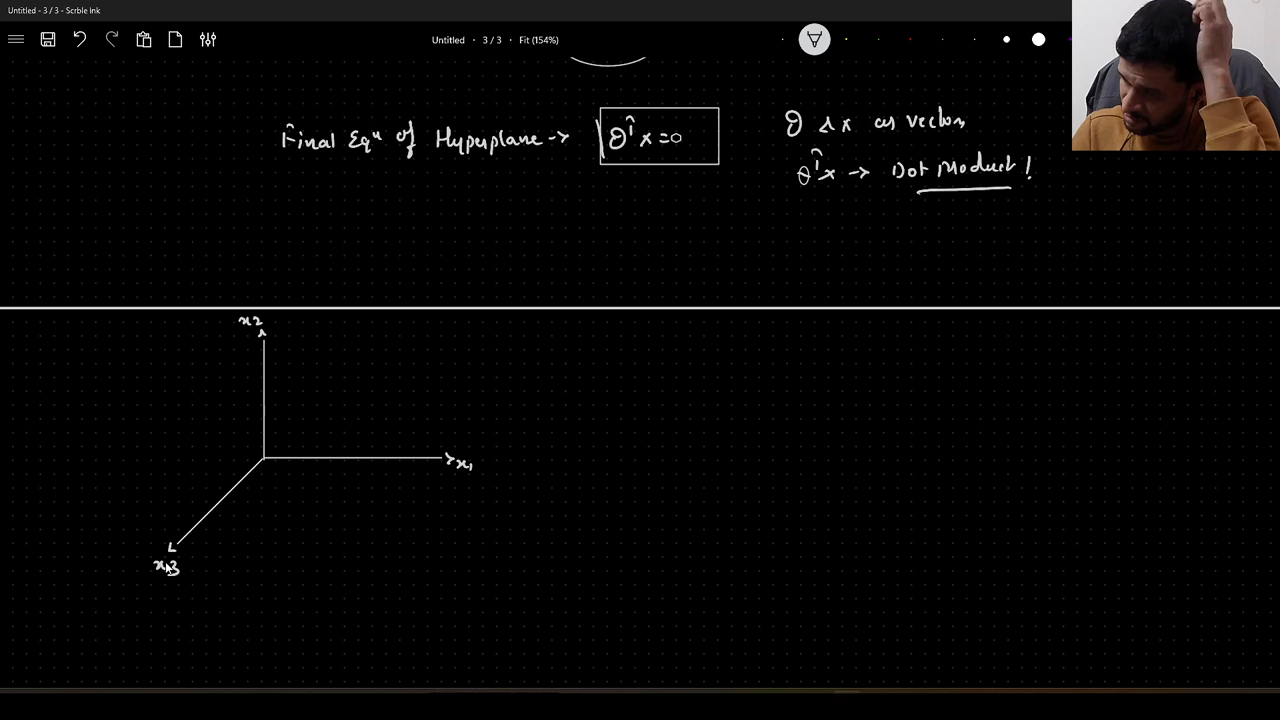 Untitled - 3 / 3 - Scrble Ink
Untitled • 3 / 3 • Fit (154%)
Final Equ of Hyperplane → θᵀx=0
θ & x as vectors
θᵀx → Dot Product!
x2
x1
x3